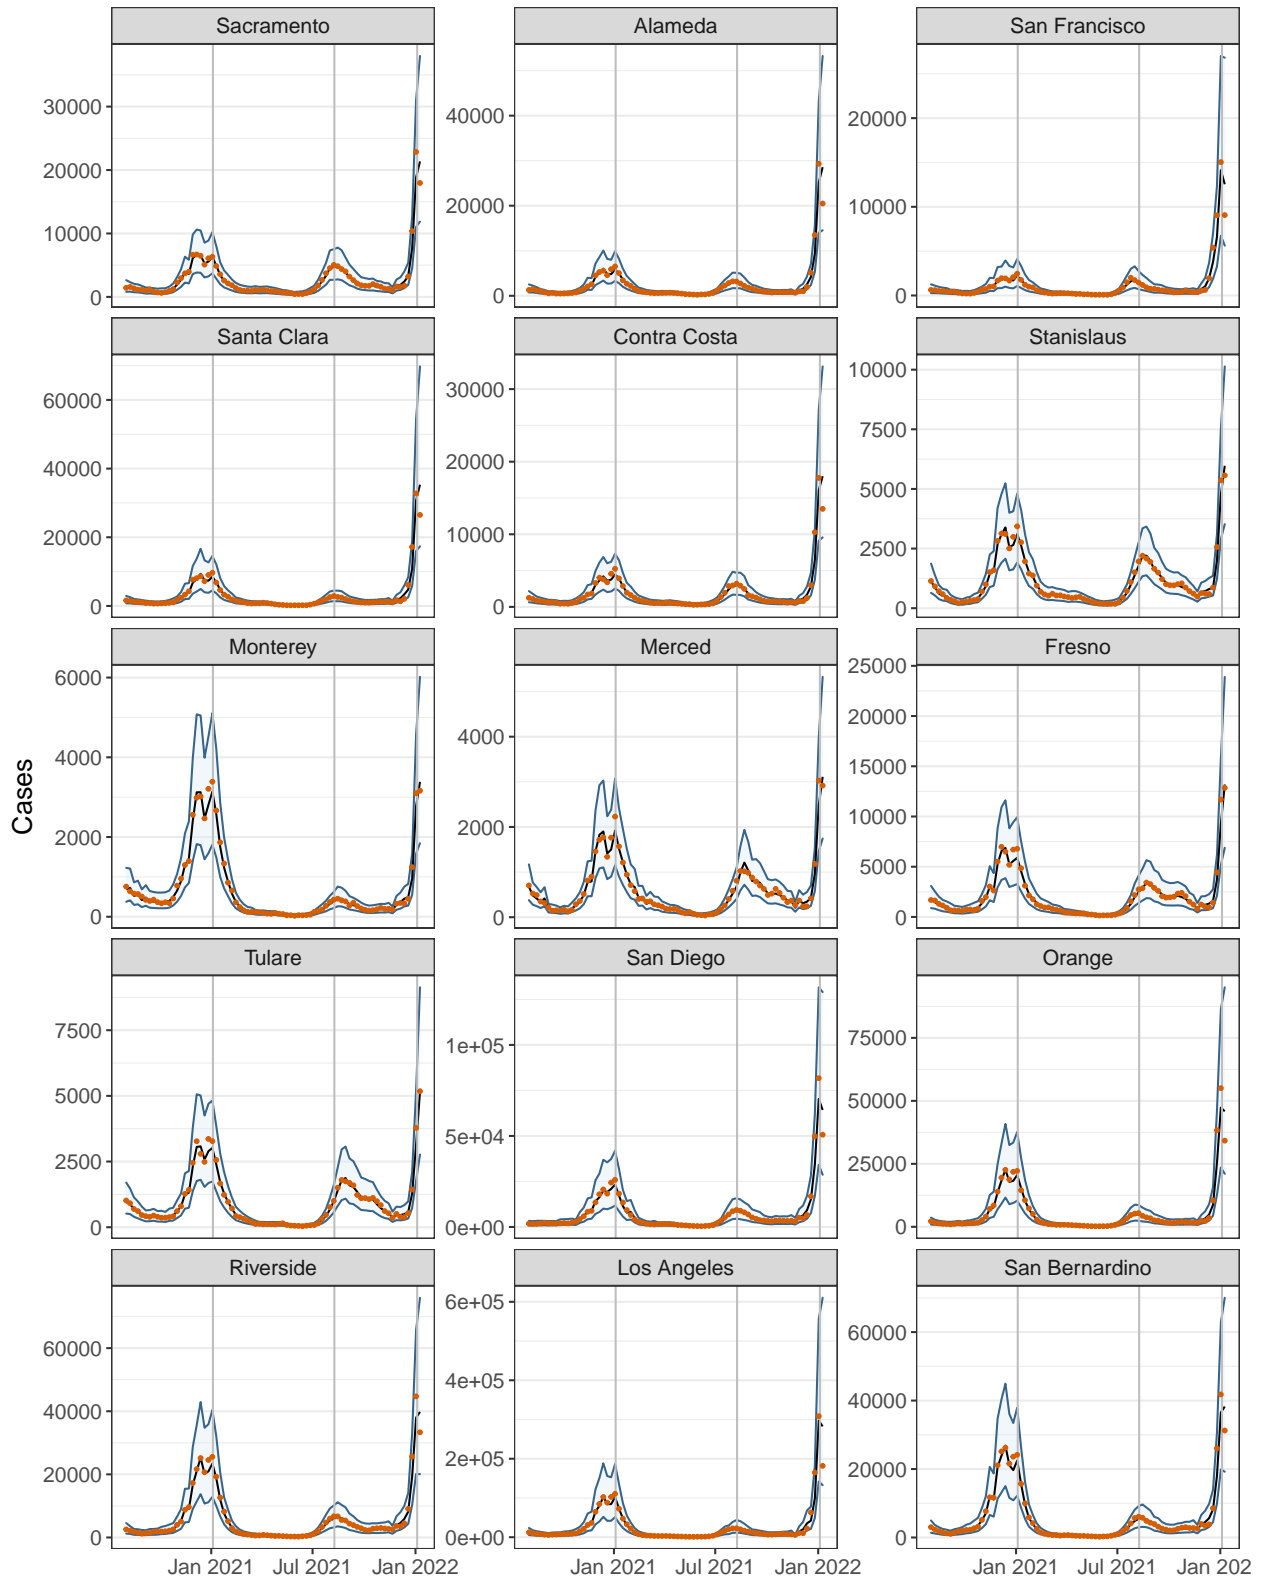 Sacramento
Alameda
San Francisco
30000
20000
10000
0
40000
20000
0
20000
10000
0
Santa Clara
Contra Costa
Stanislaus
60000
40000
20000
0
30000
20000
10000
0
10000
7500
5000
2500
0
Monterey
Merced
Fresno
6000
4000
2000
0
4000
2000
0
25000
20000
15000
10000
5000
0
Cases
Tulare
San Diego
Orange
7500
5000
2500
0
1e+05
5e+04
0e+00
75000
50000
25000
0
Riverside
Los Angeles
San Bernardino
60000
40000
20000
0
6e+05
4e+05
2e+05
0e+00
60000
40000
20000
0
Jan 2021 Jul 2021 Jan 2022
Jan 2021 Jul 2021 Jan 2022
Jan 2021 Jul 2021 Jan 202